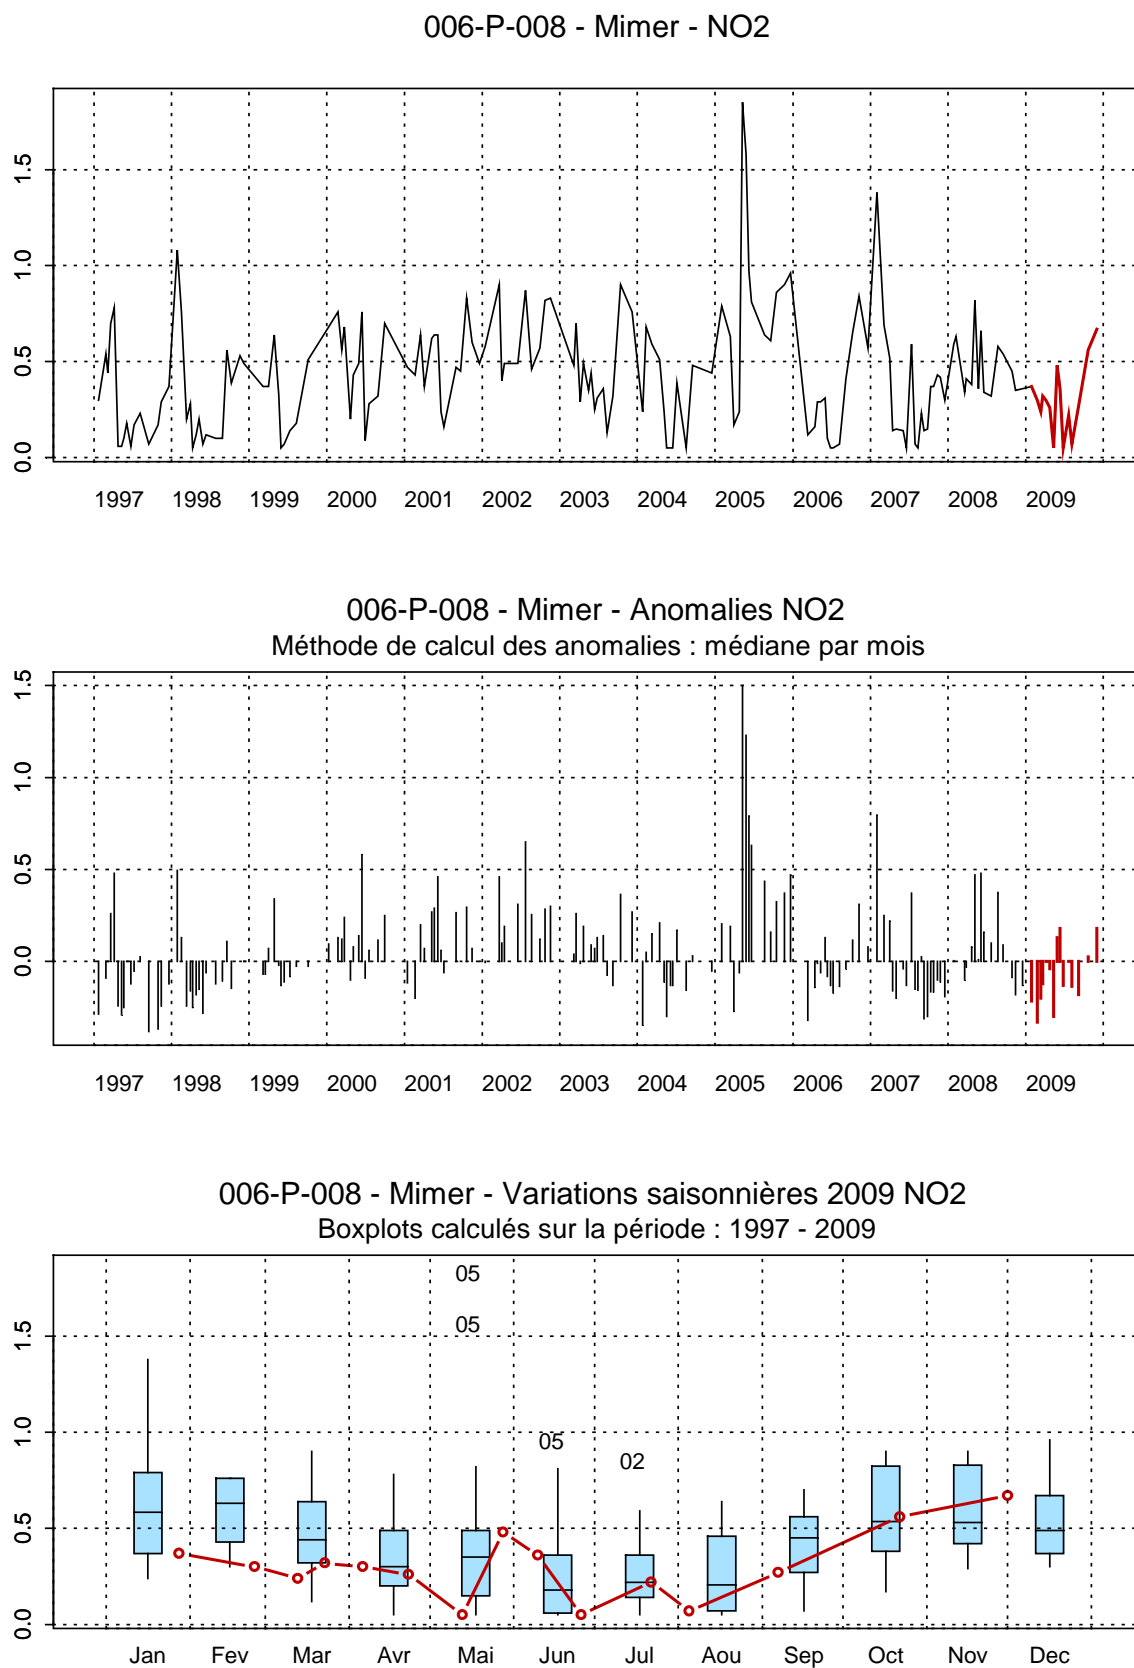 006-P-008 - Mimer - NO2
1.5
1.0
0.5
0.0
1997 1998 1999 2000 2001 2002 2003 2004 2005 2006 2007 2008 2009
006-P-008 - Mimer - Anomalies NO2
Méthode de calcul des anomalies : médiane par mois
1.5
1.0
0.5
0.0
1997 1998 1999 2000 2001 2002 2003 2004 2005 2006 2007 2008 2009
006-P-008 - Mimer - Variations saisonnières 2009 NO2
Boxplots calculés sur la période : 1997 - 2009
05
05
1.5
1.0
05
02
0.5
0.0
Jan Fev Mar Avr Mai Jun Jul Aou Sep Oct Nov Dec